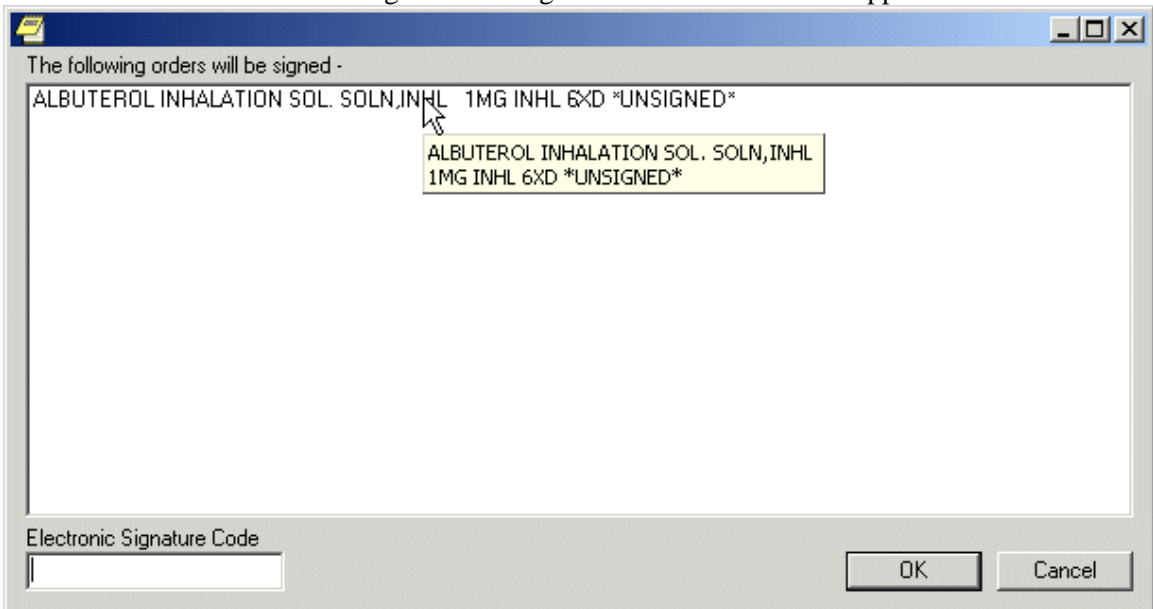 The following orders will be signed -
ALBUTEROL INHALATION SOL. SOLN,INHL 1MG INHL 6XD *UNSIGNED*
ALBUTEROL INHALATION SOL. SOLN,INHL
1MG INHL 6XD *UNSIGNED*
Electronic Signature Code
OK Cancel